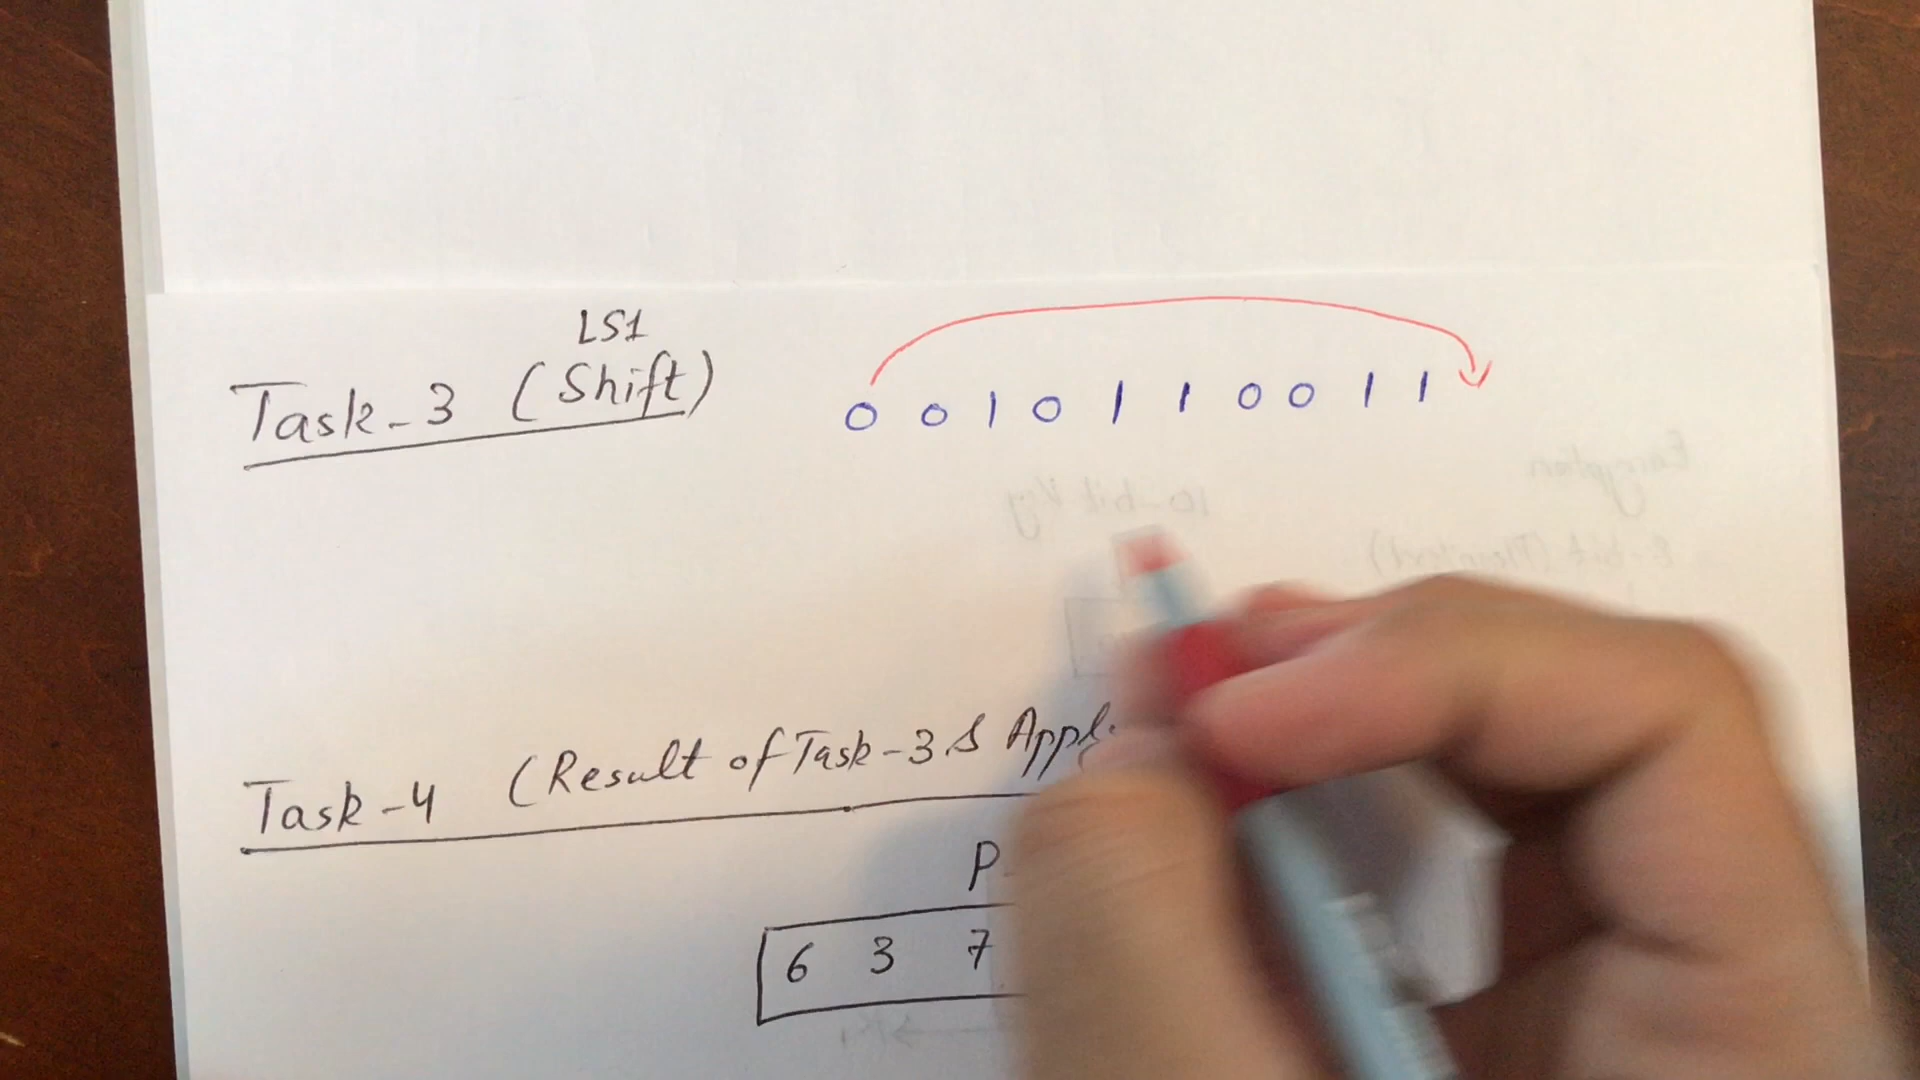 LS1
Task-3 (Shift) 0 0 1 0 1 1 0 0 1 1
Task-4 (Result of Task-3 &
P
6 3 7